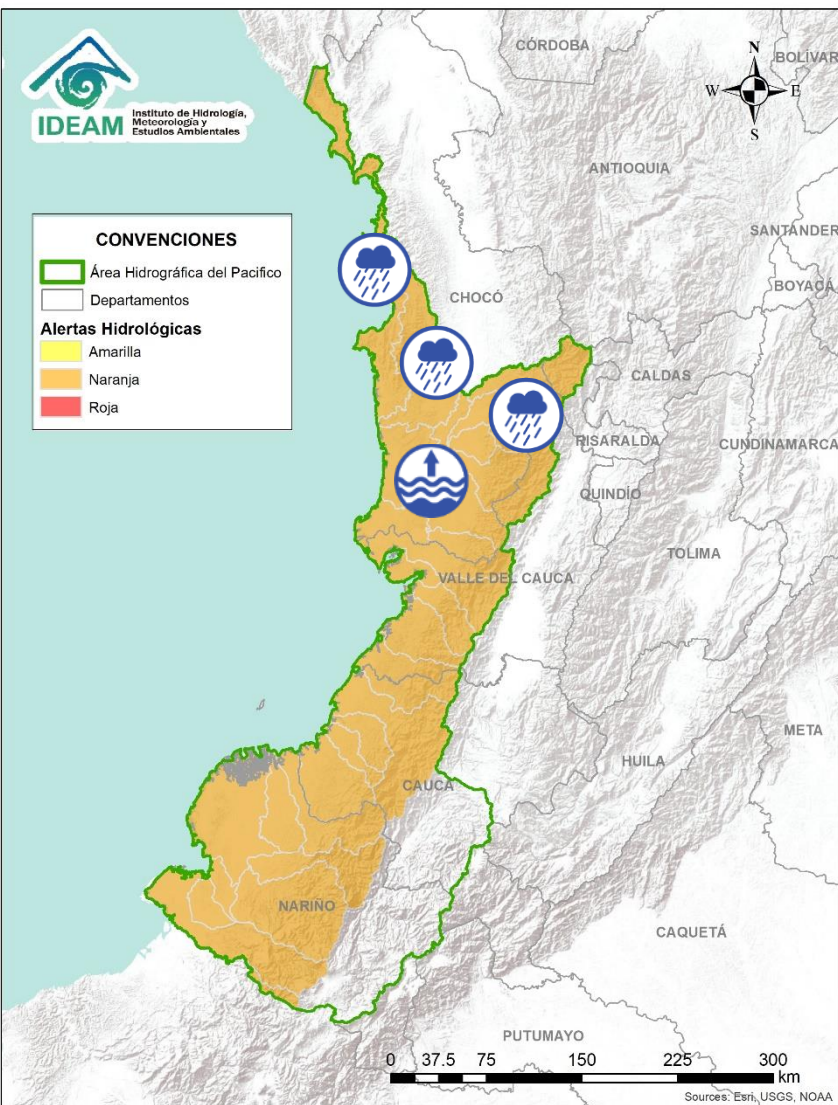 IDEAM
Instituto de Hidrología,
Meteorología y
Estudios Ambientales
CÓRDOBA
BOLÍVAR
N
W
E
S
ANTIOQUIA
SANTANDER
BOYACÁ
CONVENCIONES
Área Hidrográfica del Pacifico
Departamentos
Alertas Hidrológicas
Amarilla
Naranja
Roja
CHOCÓ
CALDAS
RISARALDA
CUNDINAMARCA
QUINDÍO
TOLIMA
VALLE DEL CAUCA
META
HUILA
CAUCA
NARIÑO
CAQUETÁ
PUTUMAYO
0 37.5 75 150 225 300
km
Sources: Esri, USGS, NOAA